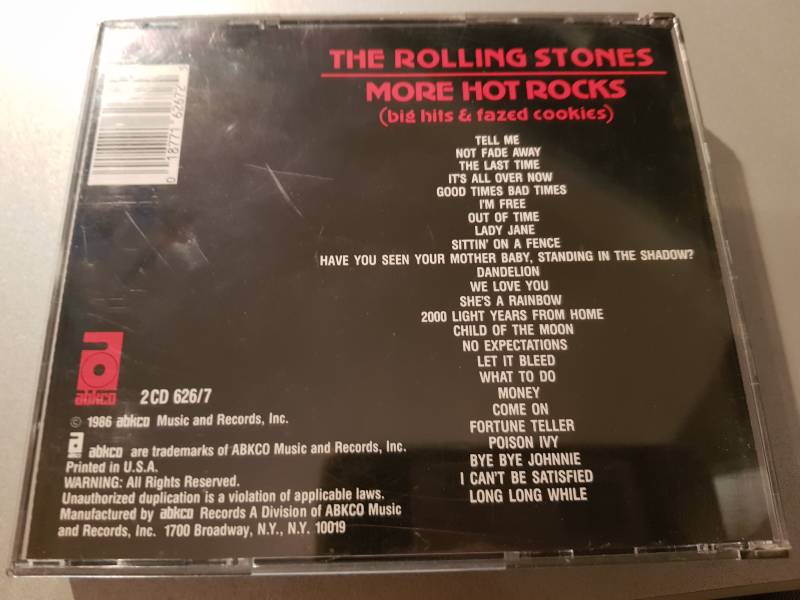 THE ROLLING STONES
MORE HOT ROCKS
(big hits & fazed cookies)
TELL ME
NOT FADE AWAY
THE LAST TIME
IT'S ALL OVER NOW
GOOD TIMES BAD TIMES
I'M FREE
OUT OF TIME
LADY JANE
SITTIN' ON A FENCE
HAVE YOU SEEN YOUR MOTHER BABY, STANDING IN THE SHADOW?
DANDELION
WE LOVE YOU
SHE'S A RAINBOW
2000 LIGHT YEARS FROM HOME
CHILD OF THE MOON
NO EXPECTATIONS
LET IT BLEED
WHAT TO DO
MONEY
COME ON
FORTUNE TELLER
POISON IVY
BYE BYE JOHNNIE
I CAN'T BE SATISFIED
LONG LONG WHILE
0 18771 62672
abkco
2CD 626/7
© 1986 abkco Music and Records, Inc.
abkco are trademarks of ABKCO Music and Records, Inc.
Printed in U.S.A.
WARNING: All Rights Reserved.
Unauthorized duplication is a violation of applicable laws.
Manufactured by abkco Records A Division of ABKCO Music
and Records, Inc. 1700 Broadway, N.Y., N.Y. 10019